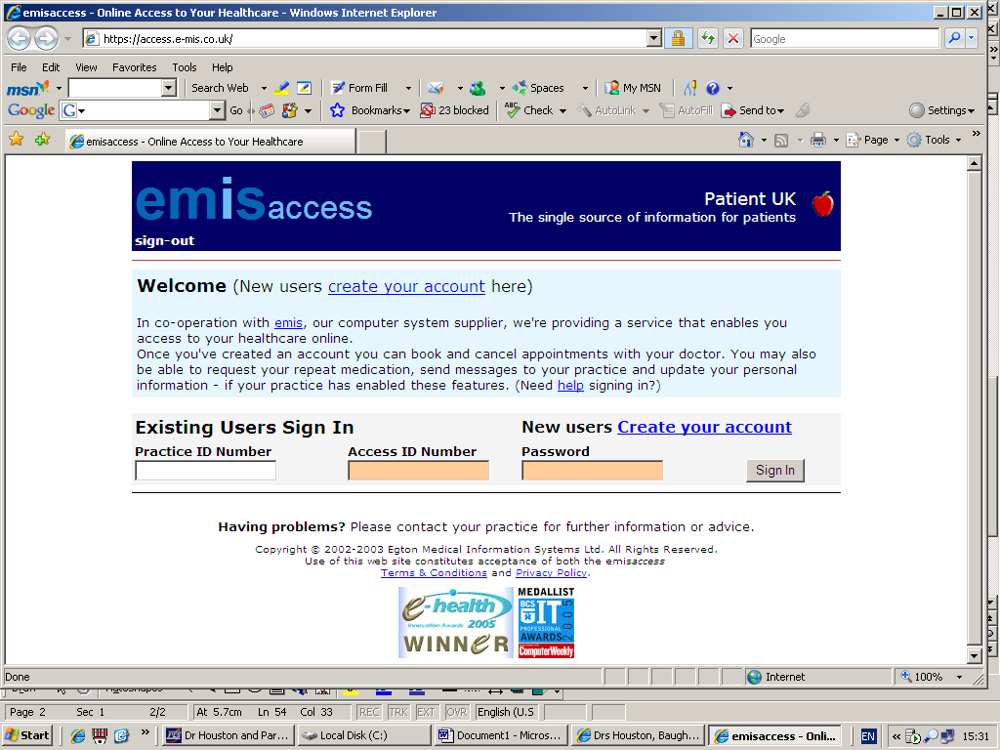 emisaccess - Online Access to Your Healthcare - Windows Internet Explorer
https://access.e-mis.co.uk/
Google
File Edit View Favorites Tools Help
msn Search Web Form Fill Spaces My MSN
Google G Go Bookmarks 23 blocked ABC Check AutoLink AutoFill Send to Settings
emisaccess - Online Access to Your Healthcare Page Tools »
emisaccess
Patient UK
The single source of information for patients
sign-out
Welcome (New users create your account here)
In co-operation with emis, our computer system supplier, we're providing a service that enables you
access to your healthcare online.
Once you've created an account you can book and cancel appointments with your doctor. You may also
be able to request your repeat medication, send messages to your practice and update your personal
information - if your practice has enabled these features. (Need help signing in?)
Existing Users Sign In New users Create your account
Practice ID Number Access ID Number Password
Sign In
Having problems? Please contact your practice for further information or advice.
Copyright © 2002-2003 Egton Medical Information Systems Ltd. All Rights Reserved.
Use of this web site constitutes acceptance of both the emisaccess
Terms & Conditions and Privacy Policy.
e-health
Innovation Awards 2005
WINNER
MEDALLIST
BCS IT
PROFESSIONAL
AWARDS
2005
ComputerWeekly
Done Internet 100%
Page 2 Sec 1 2/2 At 5.7cm Ln 54 Col 33 REC TRK EXT OVR English (U.S
Start » Dr Houston and Par... Local Disk (C:) Document1 - Micros... Drs Houston, Baugh... emisaccess - Onli... EN « 15:31